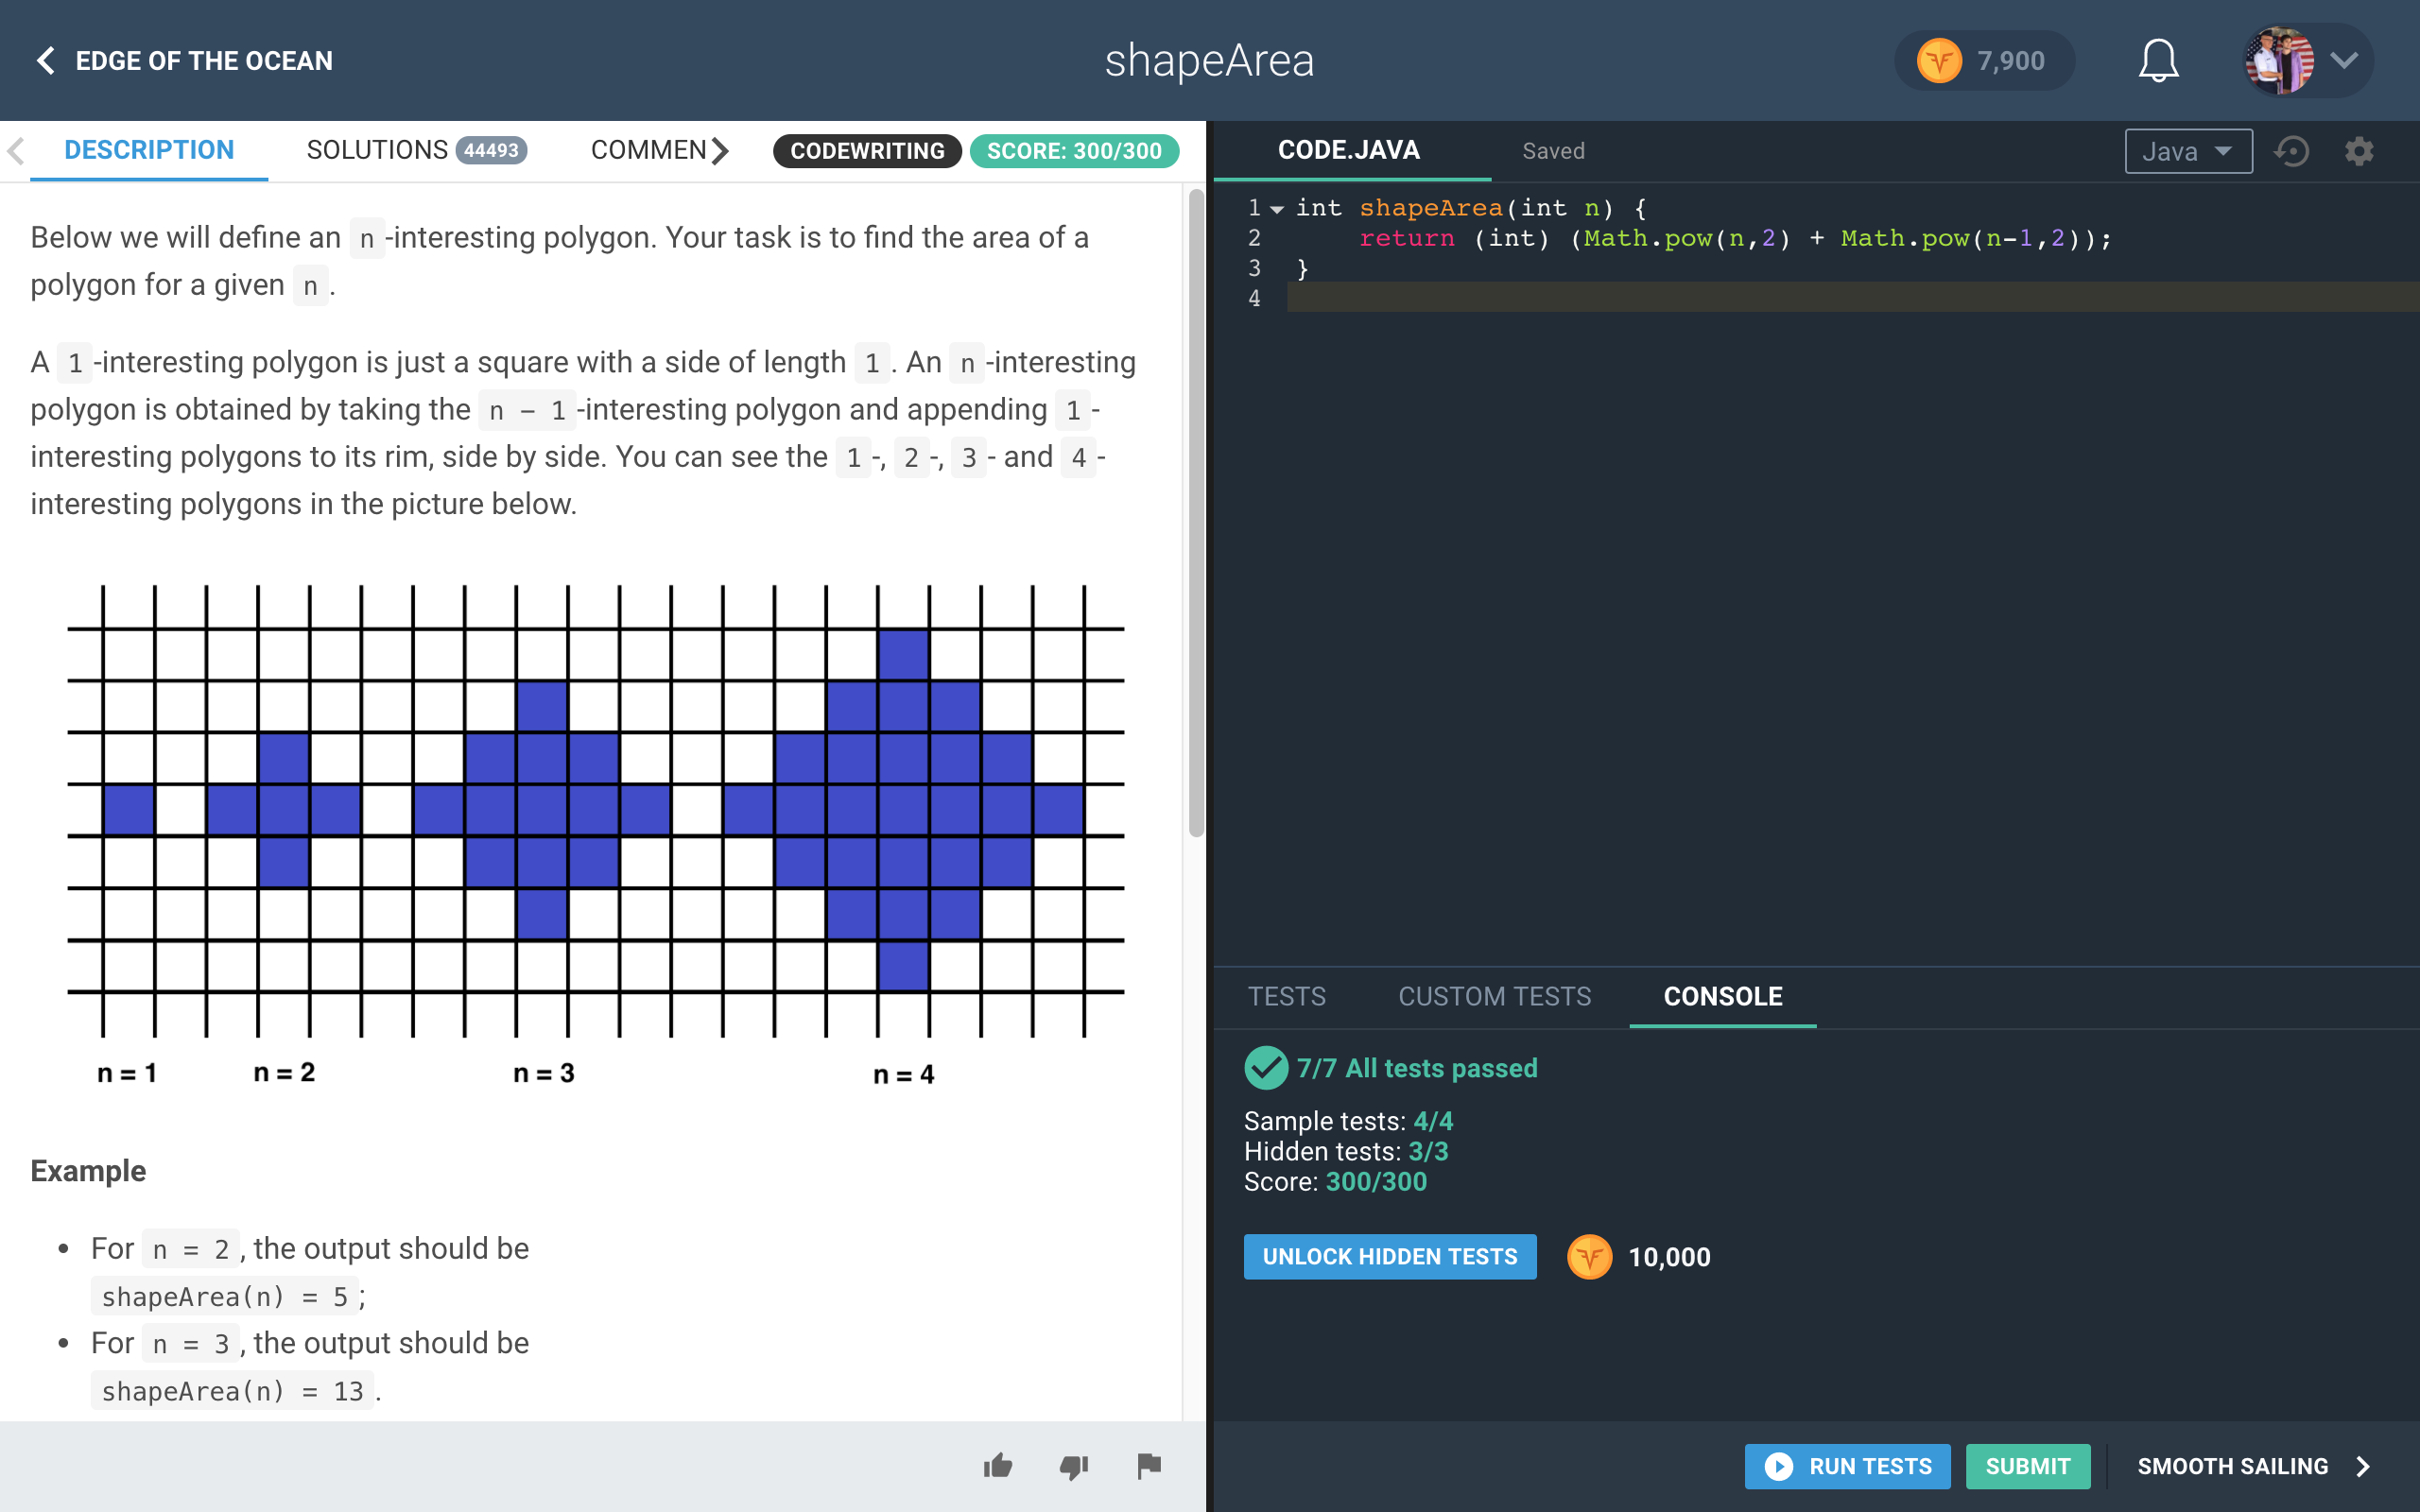 EDGE OF THE OCEAN
shapeArea
7,900
DESCRIPTION
SOLUTIONS 44493
COMMEN
CODEWRITING
SCORE: 300/300
Below we will define an n -interesting polygon. Your task is to find the area of a
polygon for a given n .
A 1 -interesting polygon is just a square with a side of length 1 . An n -interesting
polygon is obtained by taking the n − 1 -interesting polygon and appending 1 -
interesting polygons to its rim, side by side. You can see the 1 -, 2 -, 3 - and 4 -
interesting polygons in the picture below.
n = 1
n = 2
n = 3
n = 4
Example
• For n = 2 , the output should be
shapeArea(n) = 5 ;
• For n = 3 , the output should be
shapeArea(n) = 13 .
CODE.JAVA
Saved
Java
1 int shapeArea(int n) {
2 return (int) (Math.pow(n,2) + Math.pow(n-1,2));
3 }
4
TESTS
CUSTOM TESTS
CONSOLE
7/7 All tests passed
Sample tests: 4/4
Hidden tests: 3/3
Score: 300/300
UNLOCK HIDDEN TESTS
10,000
RUN TESTS
SUBMIT
SMOOTH SAILING